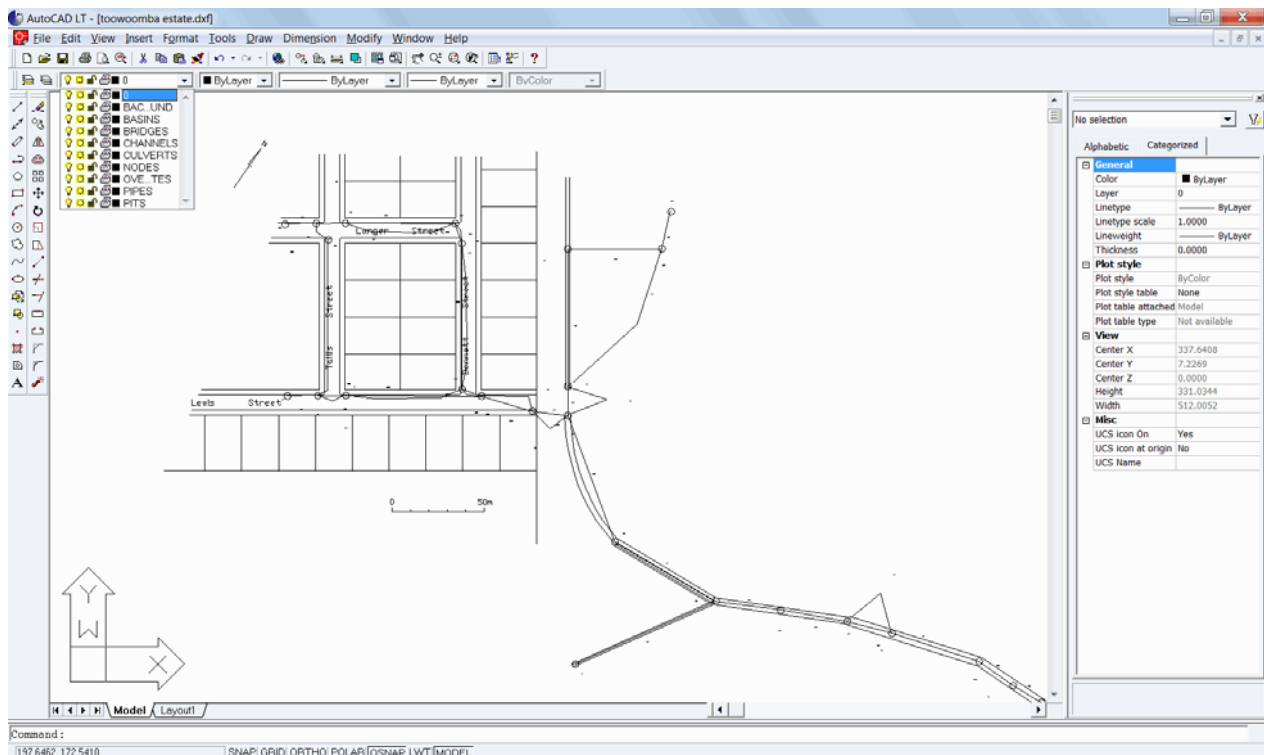 AutoCAD LT - [toowoomba estate.dxf]
File Edit View Insert Format Tools Draw Dimension Modify Window Help
0 ByLayer ByLayer ByLayer ByColor
0
BAC...UND
BASINS
BRIDGES
CHANNELS
CULVERTS
NODES
OVE...TES
PIPES
PITS
N
Longer Street
Street
Street
Bennett
Lewis Street
0 50m
Y
W
X
Model Layout1
No selection
Alphabetic Categorized
General
Color ByLayer
Layer 0
Linetype ByLayer
Linetype scale 1.0000
Lineweight ByLayer
Thickness 0.0000
Plot style
Plot style ByColor
Plot style table None
Plot table attached Model
Plot table type Not available
View
Center X 337.6408
Center Y 7.2269
Center Z 0.0000
Height 331.0344
Width 512.0052
Misc
UCS icon On Yes
UCS icon at origin No
UCS Name
Command:
197.6462, 172.5410 SNAP GRID ORTHO POLAR OSNAP LWT MODEL